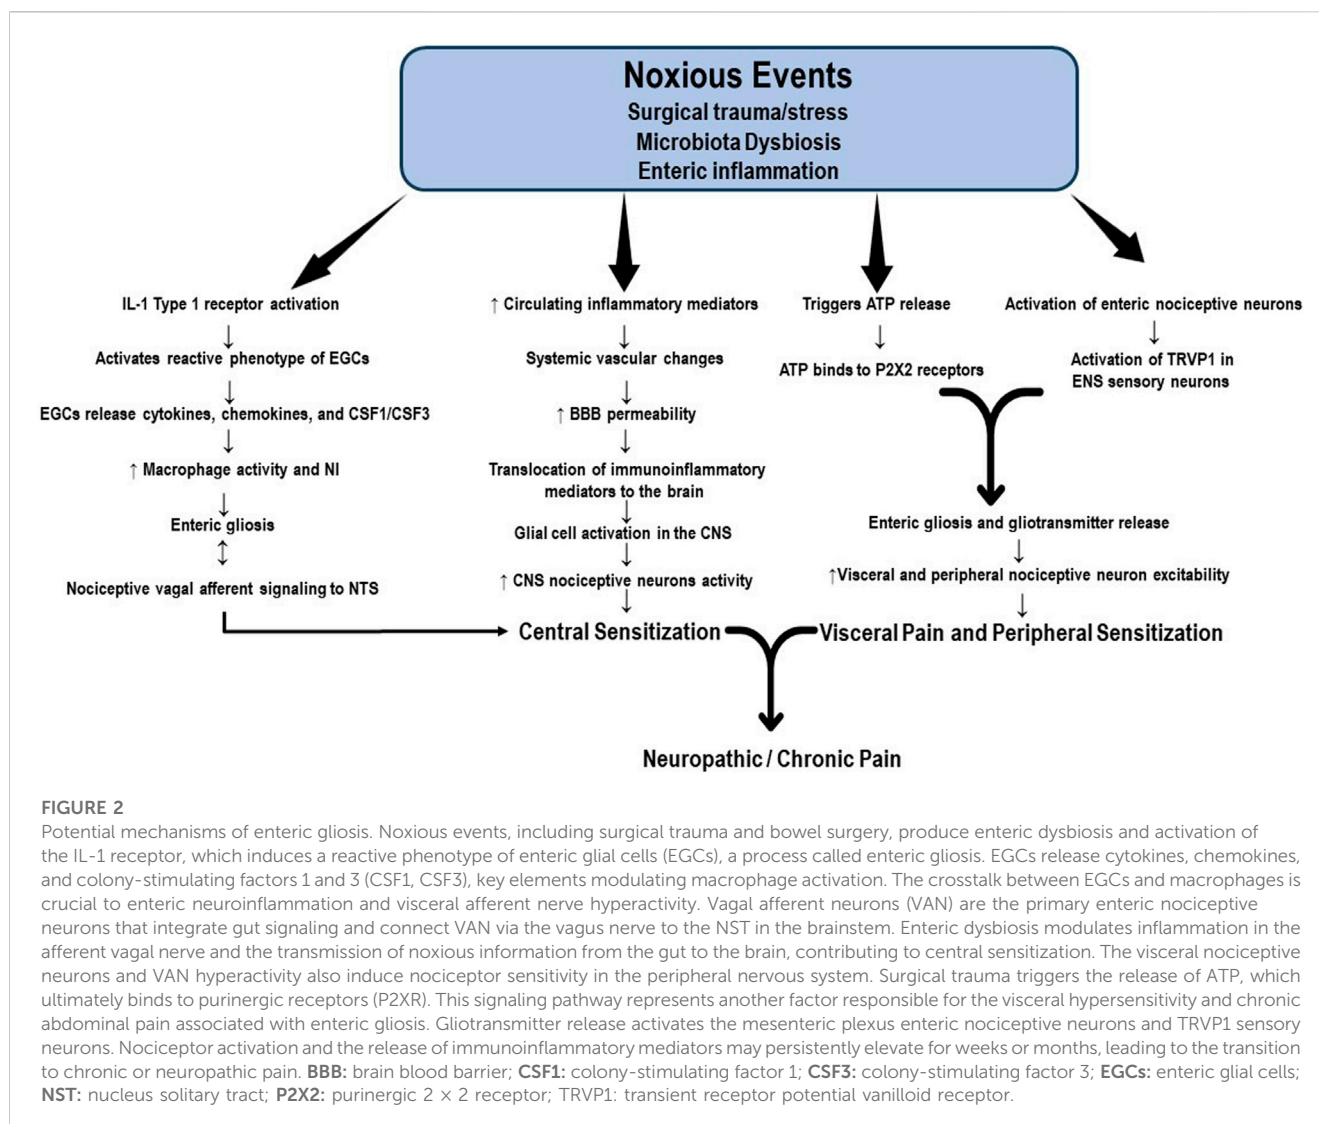 Noxious Events
Surgical trauma/stress
Microbiota Dysbiosis
Enteric inflammation
IL-1 Type 1 receptor activation
Activates reactive phenotype of EGCs
EGCs release cytokines, chemokines, and CSF1/CSF3
↑ Macrophage activity and NI
Enteric gliosis
Nociceptive vagal afferent signaling to NTS
↑ Circulating inflammatory mediators
Systemic vascular changes
↑ BBB permeability
Translocation of immunoinflammatory
mediators to the brain
Glial cell activation in the CNS
↑ CNS nociceptive neurons activity
Central Sensitization
Triggers ATP release
ATP binds to P2X2 receptors
Activation of enteric nociceptive neurons
Activation of TRVP1 in
ENS sensory neurons
Enteric gliosis and gliotransmitter release
↑Visceral and peripheral nociceptive neuron excitability
Visceral Pain and Peripheral Sensitization
Neuropathic / Chronic Pain
FIGURE 2
Potential mechanisms of enteric gliosis. Noxious events, including surgical trauma and bowel surgery, produce enteric dysbiosis and activation of
the IL-1 receptor, which induces a reactive phenotype of enteric glial cells (EGCs), a process called enteric gliosis. EGCs release cytokines, chemokines,
and colony-stimulating factors 1 and 3 (CSF1, CSF3), key elements modulating macrophage activation. The crosstalk between EGCs and macrophages is
crucial to enteric neuroinflammation and visceral afferent nerve hyperactivity. Vagal afferent neurons (VAN) are the primary enteric nociceptive
neurons that integrate gut signaling and connect VAN via the vagus nerve to the NST in the brainstem. Enteric dysbiosis modulates inflammation in the
afferent vagal nerve and the transmission of noxious information from the gut to the brain, contributing to central sensitization. The visceral nociceptive
neurons and VAN hyperactivity also induce nociceptor sensitivity in the peripheral nervous system. Surgical trauma triggers the release of ATP, which
ultimately binds to purinergic receptors (P2XR). This signaling pathway represents another factor responsible for the visceral hypersensitivity and chronic
abdominal pain associated with enteric gliosis. Gliotransmitter release activates the mesenteric plexus enteric nociceptive neurons and TRVP1 sensory
neurons. Nociceptor activation and the release of immunoinflammatory mediators may persistently elevate for weeks or months, leading to the transition
to chronic or neuropathic pain. BBB: brain blood barrier; CSF1: colony-stimulating factor 1; CSF3: colony-stimulating factor 3; EGCs: enteric glial cells;
NST: nucleus solitary tract; P2X2: purinergic 2 × 2 receptor; TRVP1: transient receptor potential vanilloid receptor.